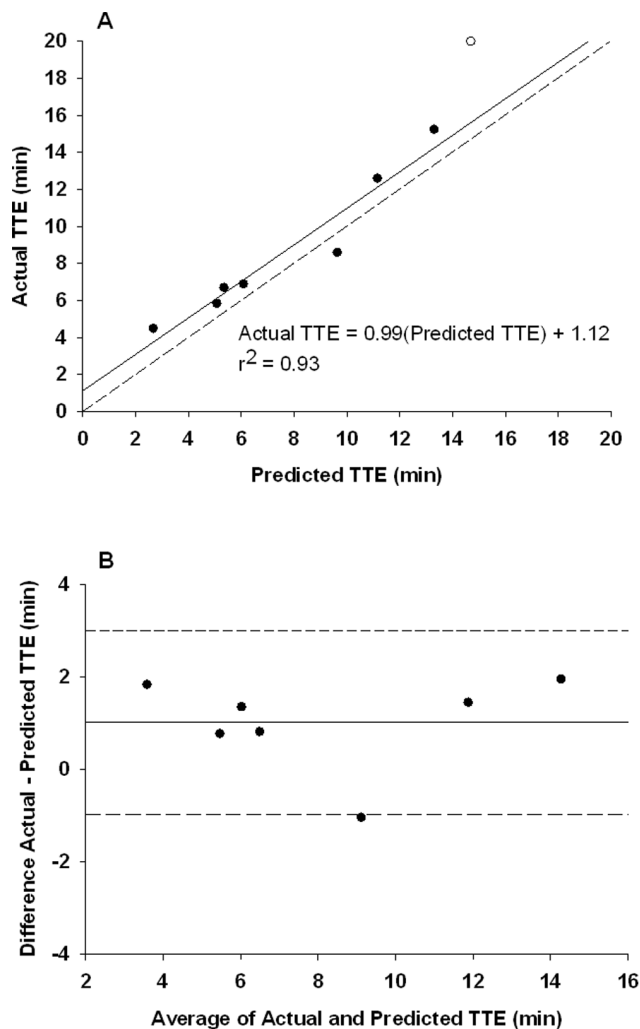 A
20
18
16
14
12
10
8
6
4
2
0
Actual TTE (min)
Actual TTE = 0.99(Predicted TTE) + 1.12
r2 = 0.93
0 2 4 6 8 10 12 14 16 18 20
Predicted TTE (min)
B
4
2
0
-2
-4
Difference Actual - Predicted TTE (min)
2 4 6 8 10 12 14 16
Average of Actual and Predicted TTE (min)